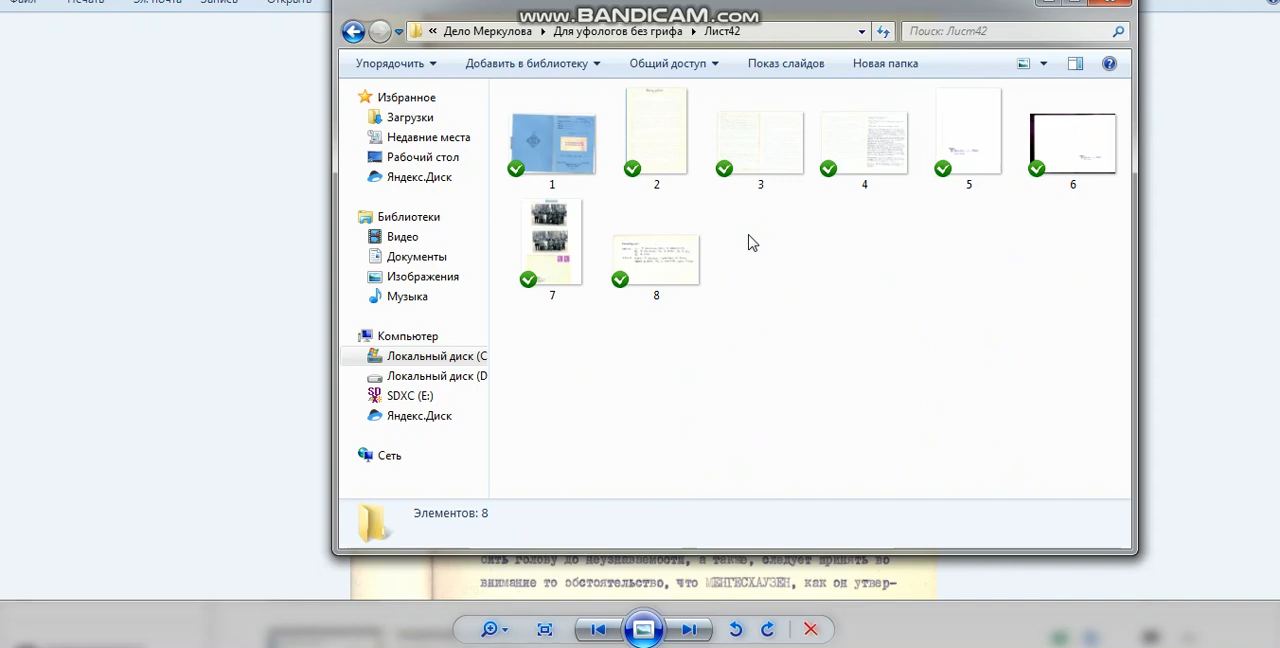 Файл Печать Эл. почта Запись Открыть
www.BANDICAM.com
« Дело Меркулова Для уфологов без грифа Лист42
Поиск: Лист42
Упорядочить Добавить в библиотеку Общий доступ Показ слайдов Новая папка
Избранное
Загрузки
Недавние места
Рабочий стол
Яндекс.Диск
Библиотеки
Видео
Документы
Изображения
Музыка
Компьютер
Локальный диск (C
Локальный диск (D
SDXC (E:)
Яндекс.Диск
Сеть
1 2 3 4 5 6
7 8
Элементов: 8
сить голову до неузнаваемости, а также, следует принять во
внимание то обстоятельство, что МЕНГЕСХАУЗЕН, как он утвер-